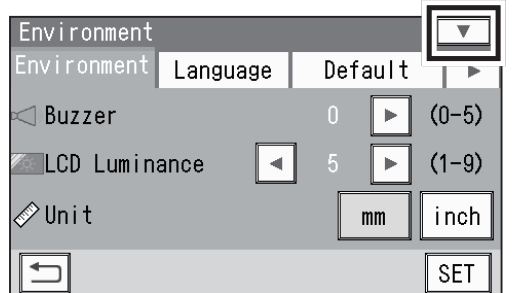 Environment
Environment Language Default
Buzzer 0 (0-5)
LCD Luminance 5 (1-9)
Unit mm inch
SET